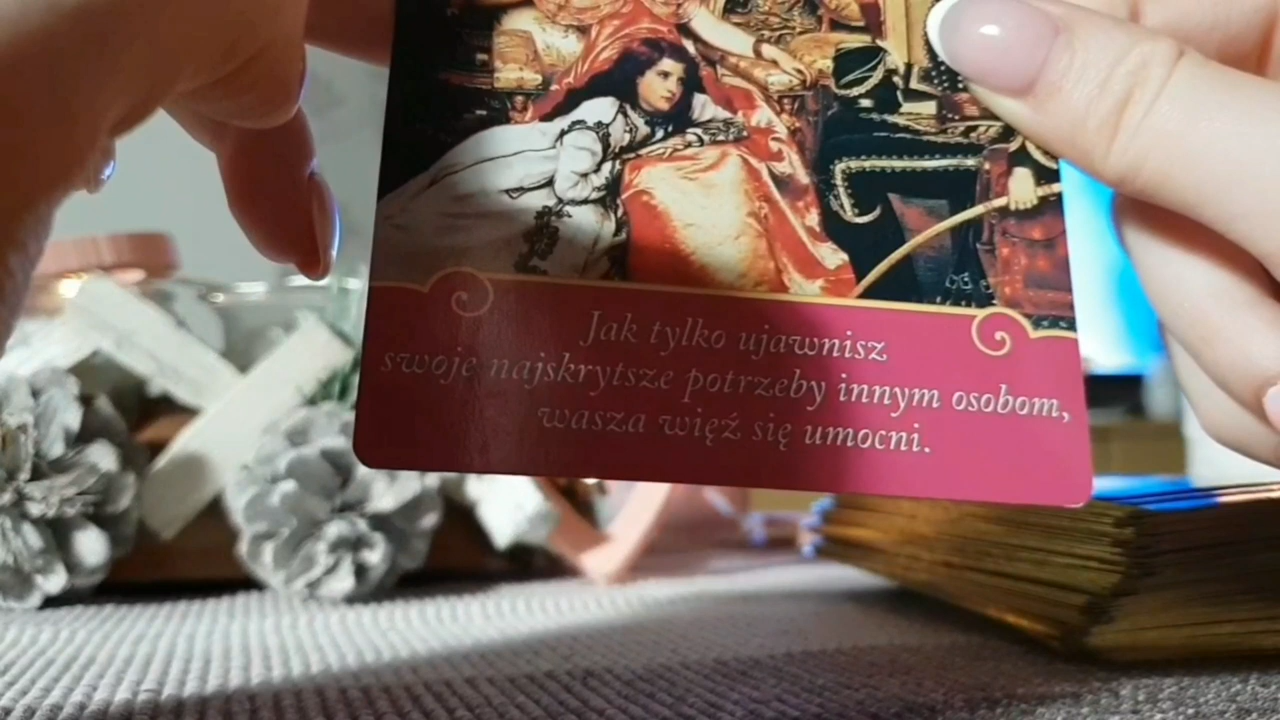 Jak tylko ujawnisz
swoje najskrytsze potrzeby innym osobom,
wasza więź się umocni.